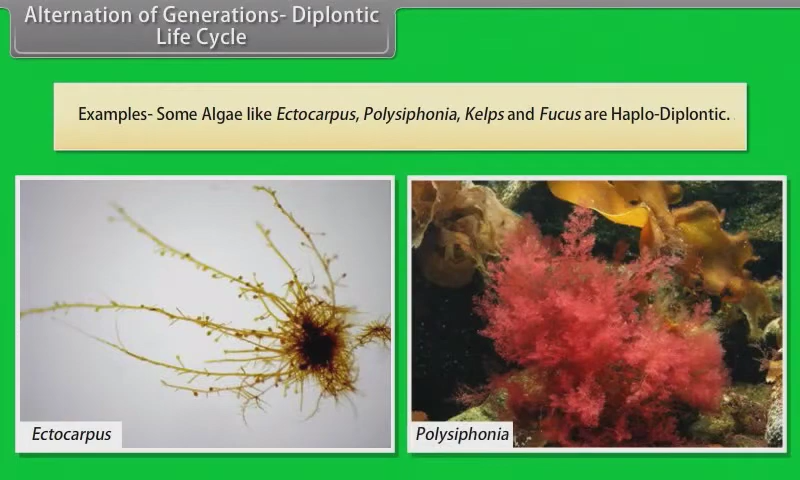 Alternation of Generations- Diplontic
Life Cycle
Examples- Some Algae like Ectocarpus, Polysiphonia, Kelps and Fucus are Haplo-Diplontic.
Ectocarpus
Polysiphonia